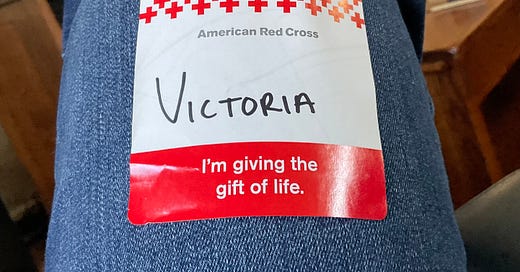 American Red Cross
VICTORIA
I'm giving the
gift of life.